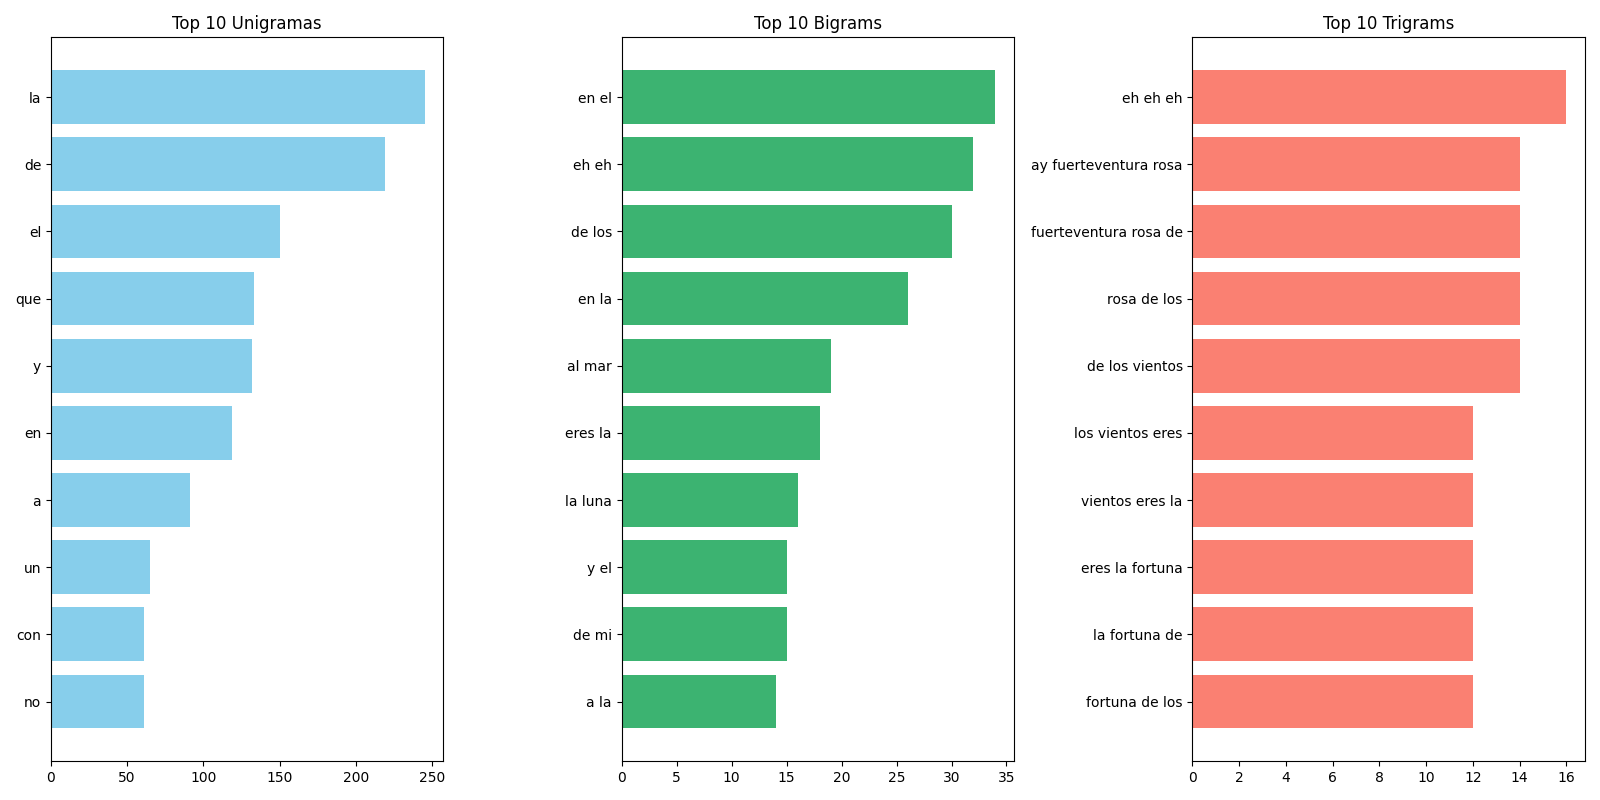 Top 10 Unigramas
la
de
el
que
y
en
a
un
con
no
0 50 100 150 200 250
Top 10 Bigrams
en el
eh eh
de los
en la
al mar
eres la
la luna
y el
de mi
a la
0 5 10 15 20 25 30 35
Top 10 Trigrams
eh eh eh
ay fuerteventura rosa
fuerteventura rosa de
rosa de los
de los vientos
los vientos eres
vientos eres la
eres la fortuna
la fortuna de
fortuna de los
0 2 4 6 8 10 12 14 16